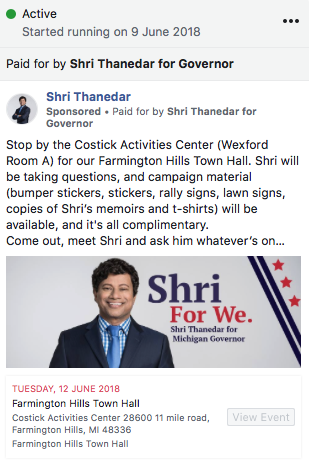 Active
Started running on 9 June 2018
Paid for by Shri Thanedar for Governor
Shri Thanedar
Sponsored • Paid for by Shri Thanedar for
Governor
Stop by the Costick Activities Center (Wexford
Room A) for our Farmington Hills Town Hall. Shri will
be taking questions, and campaign material
(bumper stickers, stickers, rally signs, lawn signs,
copies of Shri's memoirs and t-shirts) will be
available, and it's all complimentary.
Come out, meet Shri and ask him whatever's on...
Shri
For We.
Shri Thanedar for
Michigan Governor
TUESDAY, 12 JUNE 2018
Farmington Hills Town Hall
Costick Activities Center 28600 11 mile road,
Farmington Hills, MI 48336
Farmington Hills Town Hall
View Event